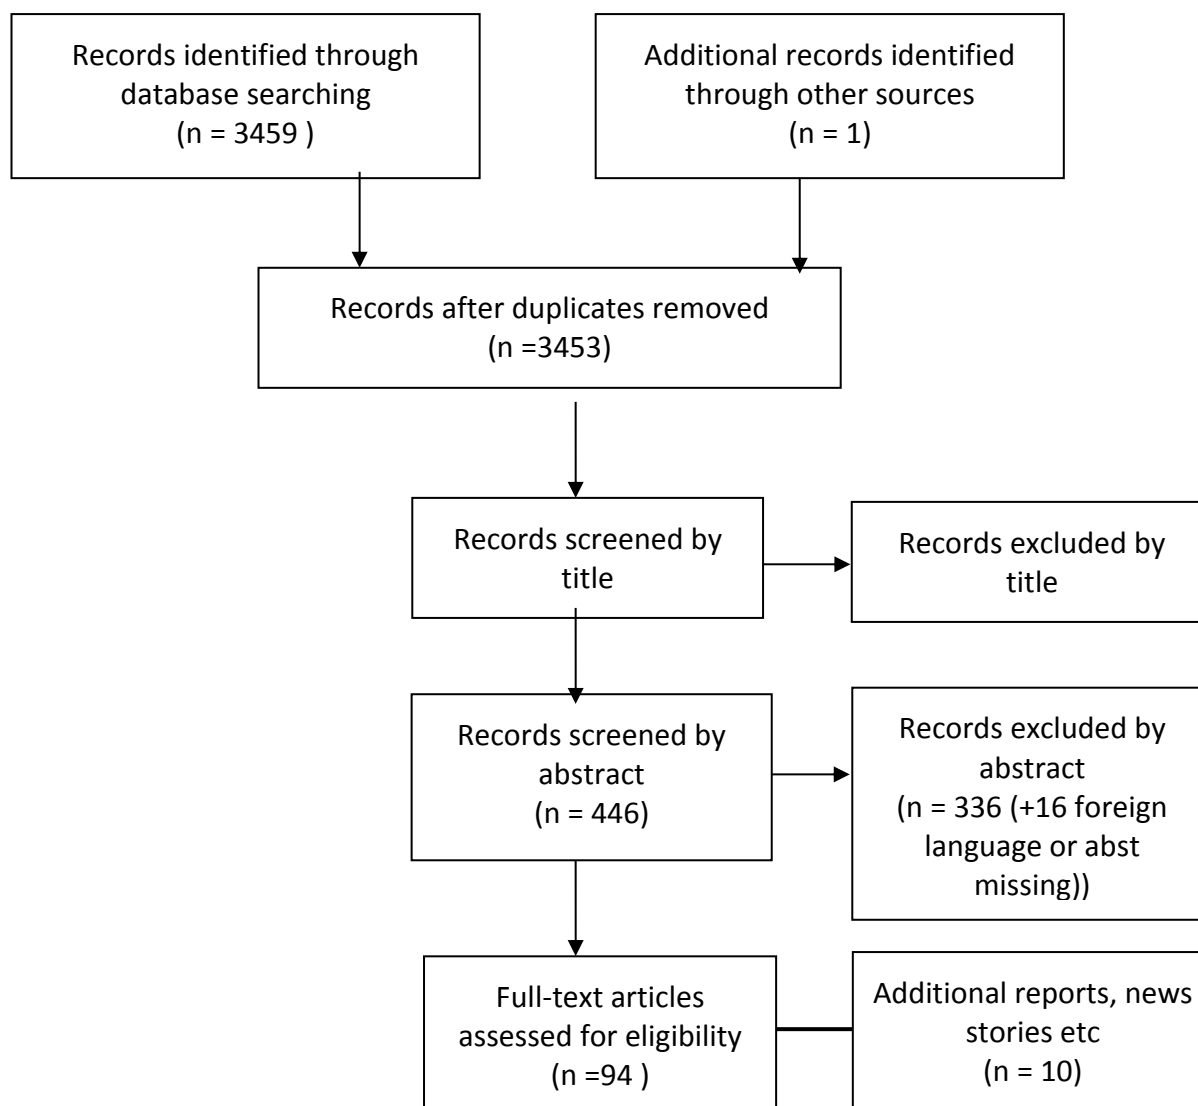 Records identified through
database searching
(n = 3459 )
Additional records identified
through other sources
(n = 1)
Records after duplicates removed
(n =3453)
Records screened by
title
Records excluded by
title
Records screened by
abstract
(n = 446)
Records excluded by
abstract
(n = 336 (+16 foreign
language or abst
missing))
Full-text articles
assessed for eligibility
(n =94 )
Additional reports, news
stories etc
(n = 10)